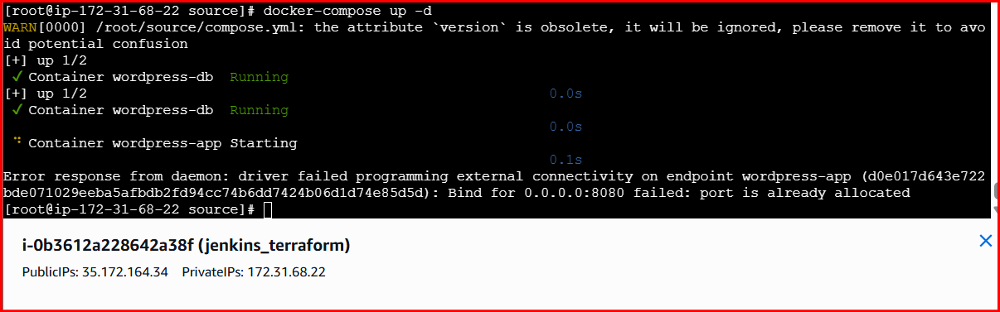 [root@ip-172-31-68-22 source]# docker-compose up -d
WARN[0000] /root/source/compose.yml: the attribute `version` is obsolete, it will be ignored, please remove it to avo
id potential confusion
[+] up 1/2
✓ Container wordpress-db  Running
[+] up 1/2 0.0s
✓ Container wordpress-db  Running
0.0s
⠙ Container wordpress-app Starting
0.1s
Error response from daemon: driver failed programming external connectivity on endpoint wordpress-app (d0e017d643e722
bde071029eeba5afbdb2fd94cc74b6dd7424b06d1d74e85d5d): Bind for 0.0.0.0:8080 failed: port is already allocated
[root@ip-172-31-68-22 source]#
i-0b3612a228642a38f (jenkins_terraform)
PublicIPs: 35.172.164.34 PrivateIPs: 172.31.68.22